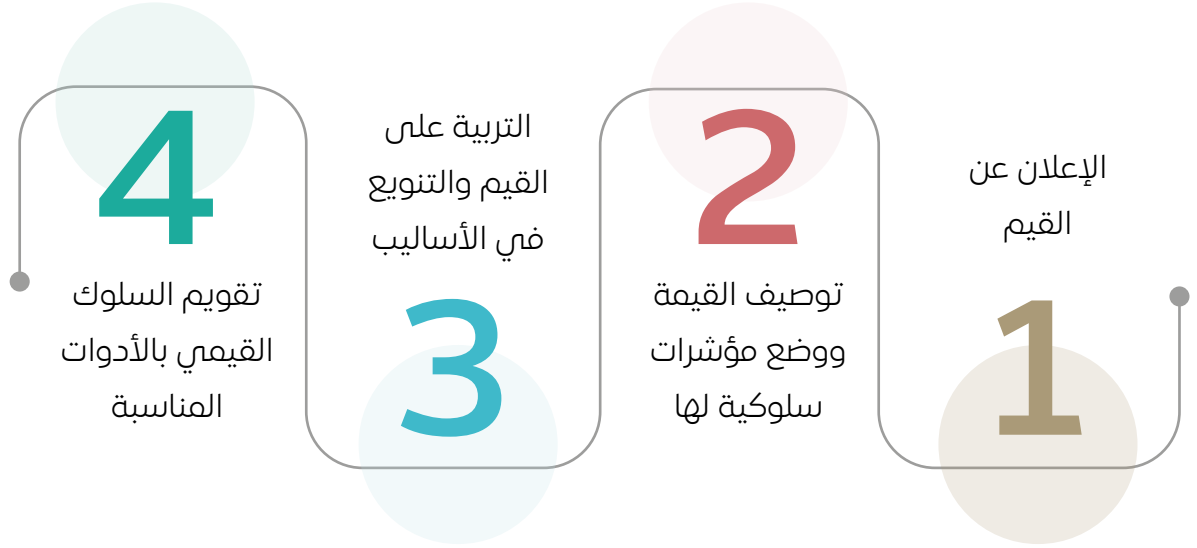 الإعلان عن
القيم
1
2
توصيف القيمة
ووضع مؤشرات
سلوكية لها
التربية على
القيم والتنويع
في الأساليب
3
4
تقويم السلوك
القيمي بالأدوات
المناسبة